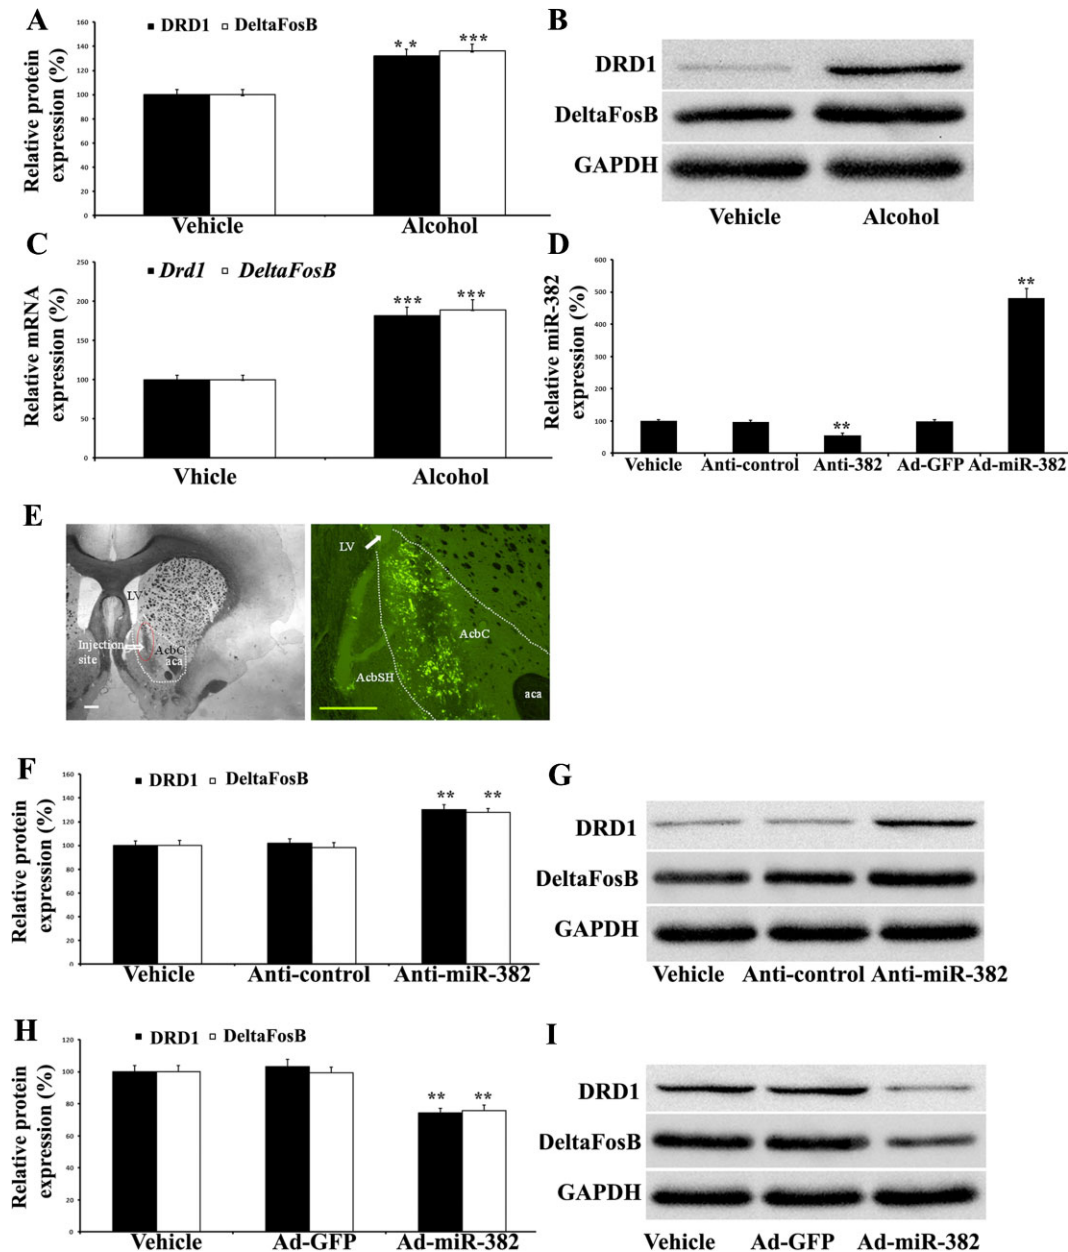 A
■ DRD1 □ DeltaFosB
Relative protein
expression (%)
160
140
120
100
80
60
40
20
0
** ***
Vehicle
Alcohol
B
DRD1
DeltaFosB
GAPDH
Vehicle
Alcohol
C
■ Drd1 □ DeltaFosB
Relative mRNA
expression (%)
250
200
150
100
50
0
*** ***
Vhicle
Alcohol
D
Relative miR-382
expression (%)
600
500
400
300
200
100
0
**
**
Vehicle Anti-control Anti-382 Ad-GFP Ad-miR-382
E
LV
Injection
site
AcbC
aca
LV
AcbC
AcbSH
aca
F
■ DRD1 □ DeltaFosB
Relative protein
expression (%)
160
140
120
100
80
60
40
20
0
** **
Vehicle Anti-control Anti-miR-382
G
DRD1
DeltaFosB
GAPDH
Vehicle Anti-control Anti-miR-382
H
■ DRD1 □ DeltaFosB
Relative protein
expression (%)
120
100
80
60
40
20
0
** **
Vehicle Ad-GFP Ad-miR-382
I
DRD1
DeltaFosB
GAPDH
Vehicle Ad-GFP Ad-miR-382